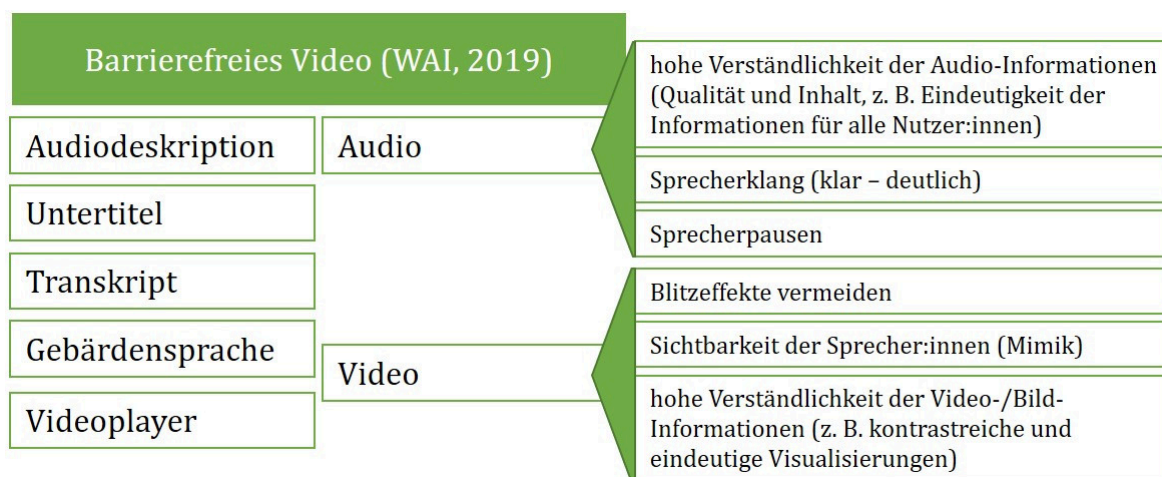 Barrierefreies Video (WAI, 2019)
Audiodeskription
Untertitel
Transkript
Gebärdensprache
Videoplayer
Audio
hohe Verständlichkeit der Audio-Informationen
(Qualität und Inhalt, z. B. Eindeutigkeit der
Informationen für alle Nutzer:innen)
Sprecherklang (klar – deutlich)
Sprecherpausen
Video
Blitzeffekte vermeiden
Sichtbarkeit der Sprecher:innen (Mimik)
hohe Verständlichkeit der Video-/Bild-
Informationen (z. B. kontrastreiche und
eindeutige Visualisierungen)